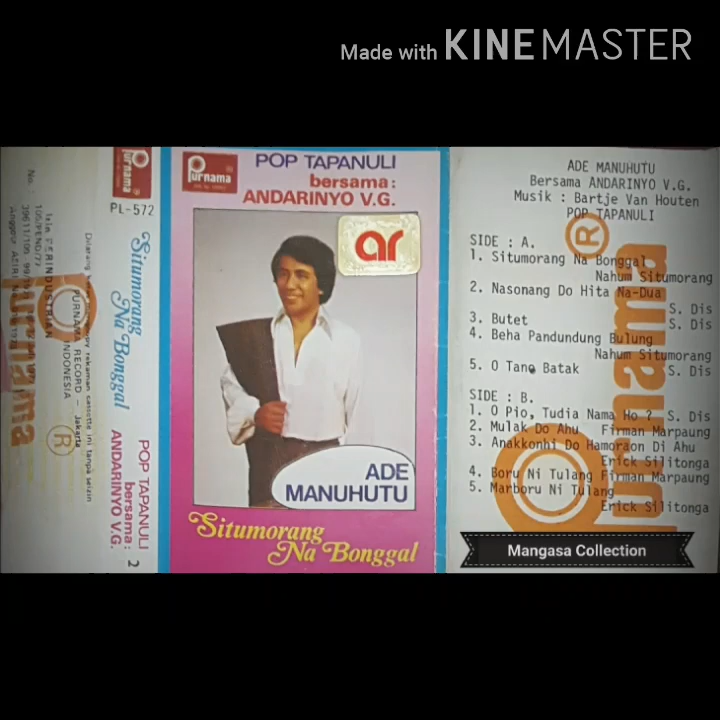 Made with KINEMASTER
Purnama
PL-572
Situmorang
Na Bonggal
POP TAPANULI
bersama:
ANDARINYO V.G.
2
PURNAMA RECORD – Jakarta
INDONESIA
R
Purnama
POP TAPANULI
bersama:
ANDARINYO V.G.
ar
ADE
MANUHUTU
Situmorang
Na Bonggal
ADE MANUHUTU
Bersama ANDARINYO V.G.
Musik : Bartje Van Houten
POP TAPANULI
R
SIDE : A.
1. Situmorang Na Bonggal
Nahum Situmorang
2. Nasonang Do Hita Na-Dua
S. Dis
3. Butet S. Dis
4. Beha Pandundung Bulung
Nahum Situmorang
5. O Tano Batak S. Dis
SIDE : B.
1. O Pio, Tudia Nama Ho ? S. Dis
2. Mulak Do Ahu Firman Marpaung
3. Anakkonhi Do Hamoraon Di Ahu
Erick Silitonga
4. Boru Ni Tulang Firman Marpaung
5. Marboru Ni Tulang
Erick Silitonga
Purnama
Mangasa Collection